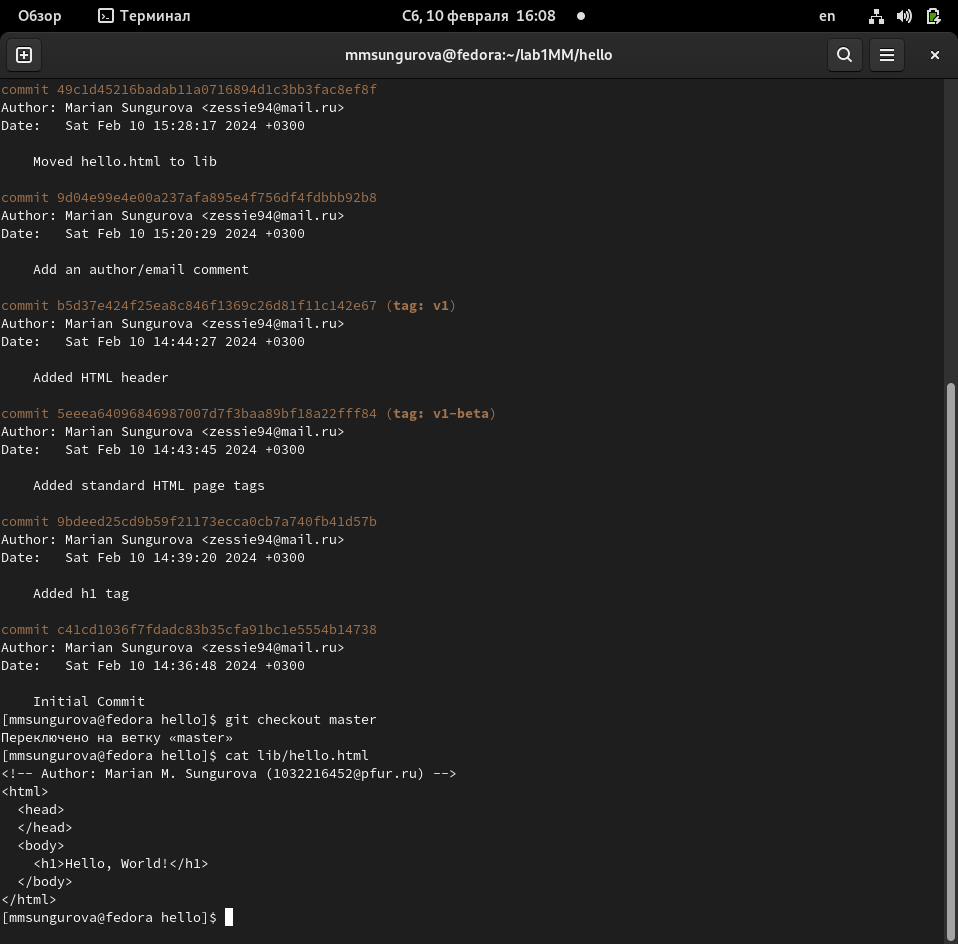 Обзор Терминал Сб, 10 февраля 16:08 en
mmsungurova@fedora:~/lab1MM/hello
commit 49c1d45216badab11a0716894d1c3bb3fac8ef8f
Author: Marian Sungurova <zessie94@mail.ru>
Date:   Sat Feb 10 15:28:17 2024 +0300
    Moved hello.html to lib
commit 9d04e99e4e00a237afa895e4f756df4fdbbb92b8
Author: Marian Sungurova <zessie94@mail.ru>
Date:   Sat Feb 10 15:20:29 2024 +0300
    Add an author/email comment
commit b5d37e424f25ea8c846f1369c26d81f11c142e67 (tag: v1)
Author: Marian Sungurova <zessie94@mail.ru>
Date:   Sat Feb 10 14:44:27 2024 +0300
    Added HTML header
commit 5eeea64096846987007d7f3baa89bf18a22fff84 (tag: v1-beta)
Author: Marian Sungurova <zessie94@mail.ru>
Date:   Sat Feb 10 14:43:45 2024 +0300
    Added standard HTML page tags
commit 9bdeed25cd9b59f21173ecca0cb7a740fb41d57b
Author: Marian Sungurova <zessie94@mail.ru>
Date:   Sat Feb 10 14:39:20 2024 +0300
    Added h1 tag
commit c41cd1036f7fdadc83b35cfa91bc1e5554b14738
Author: Marian Sungurova <zessie94@mail.ru>
Date:   Sat Feb 10 14:36:48 2024 +0300
    Initial Commit
[mmsungurova@fedora hello]$ git checkout master
Переключено на ветку «master»
[mmsungurova@fedora hello]$ cat lib/hello.html
<!-- Author: Marian M. Sungurova (1032216452@pfur.ru) -->
<html>
  <head>
  </head>
  <body>
    <h1>Hello, World!</h1>
  </body>
</html>
[mmsungurova@fedora hello]$